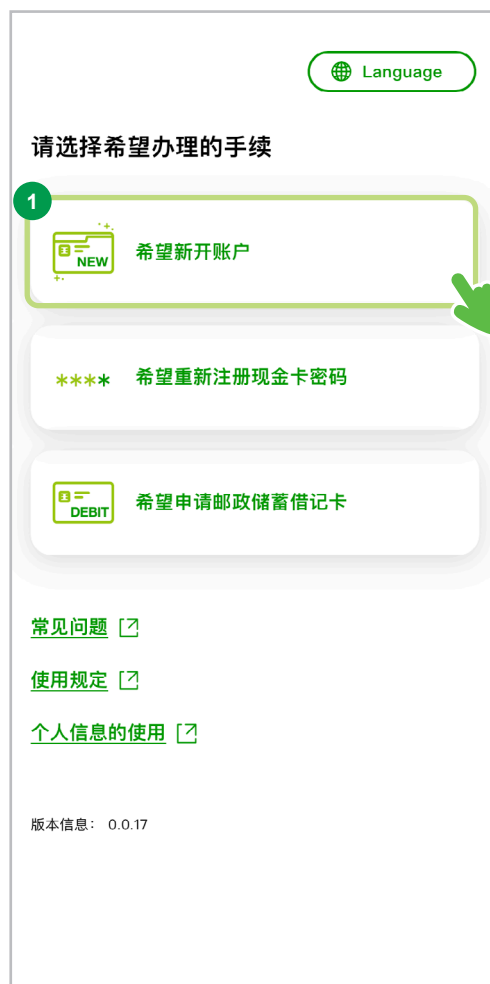 Language
请选择希望办理的手续
1
NEW
希望新开账户
****
希望重新注册现金卡密码
DEBIT
希望申请邮政储蓄借记卡
常见问题
使用规定
个人信息的使用
版本信息： 0.0.17